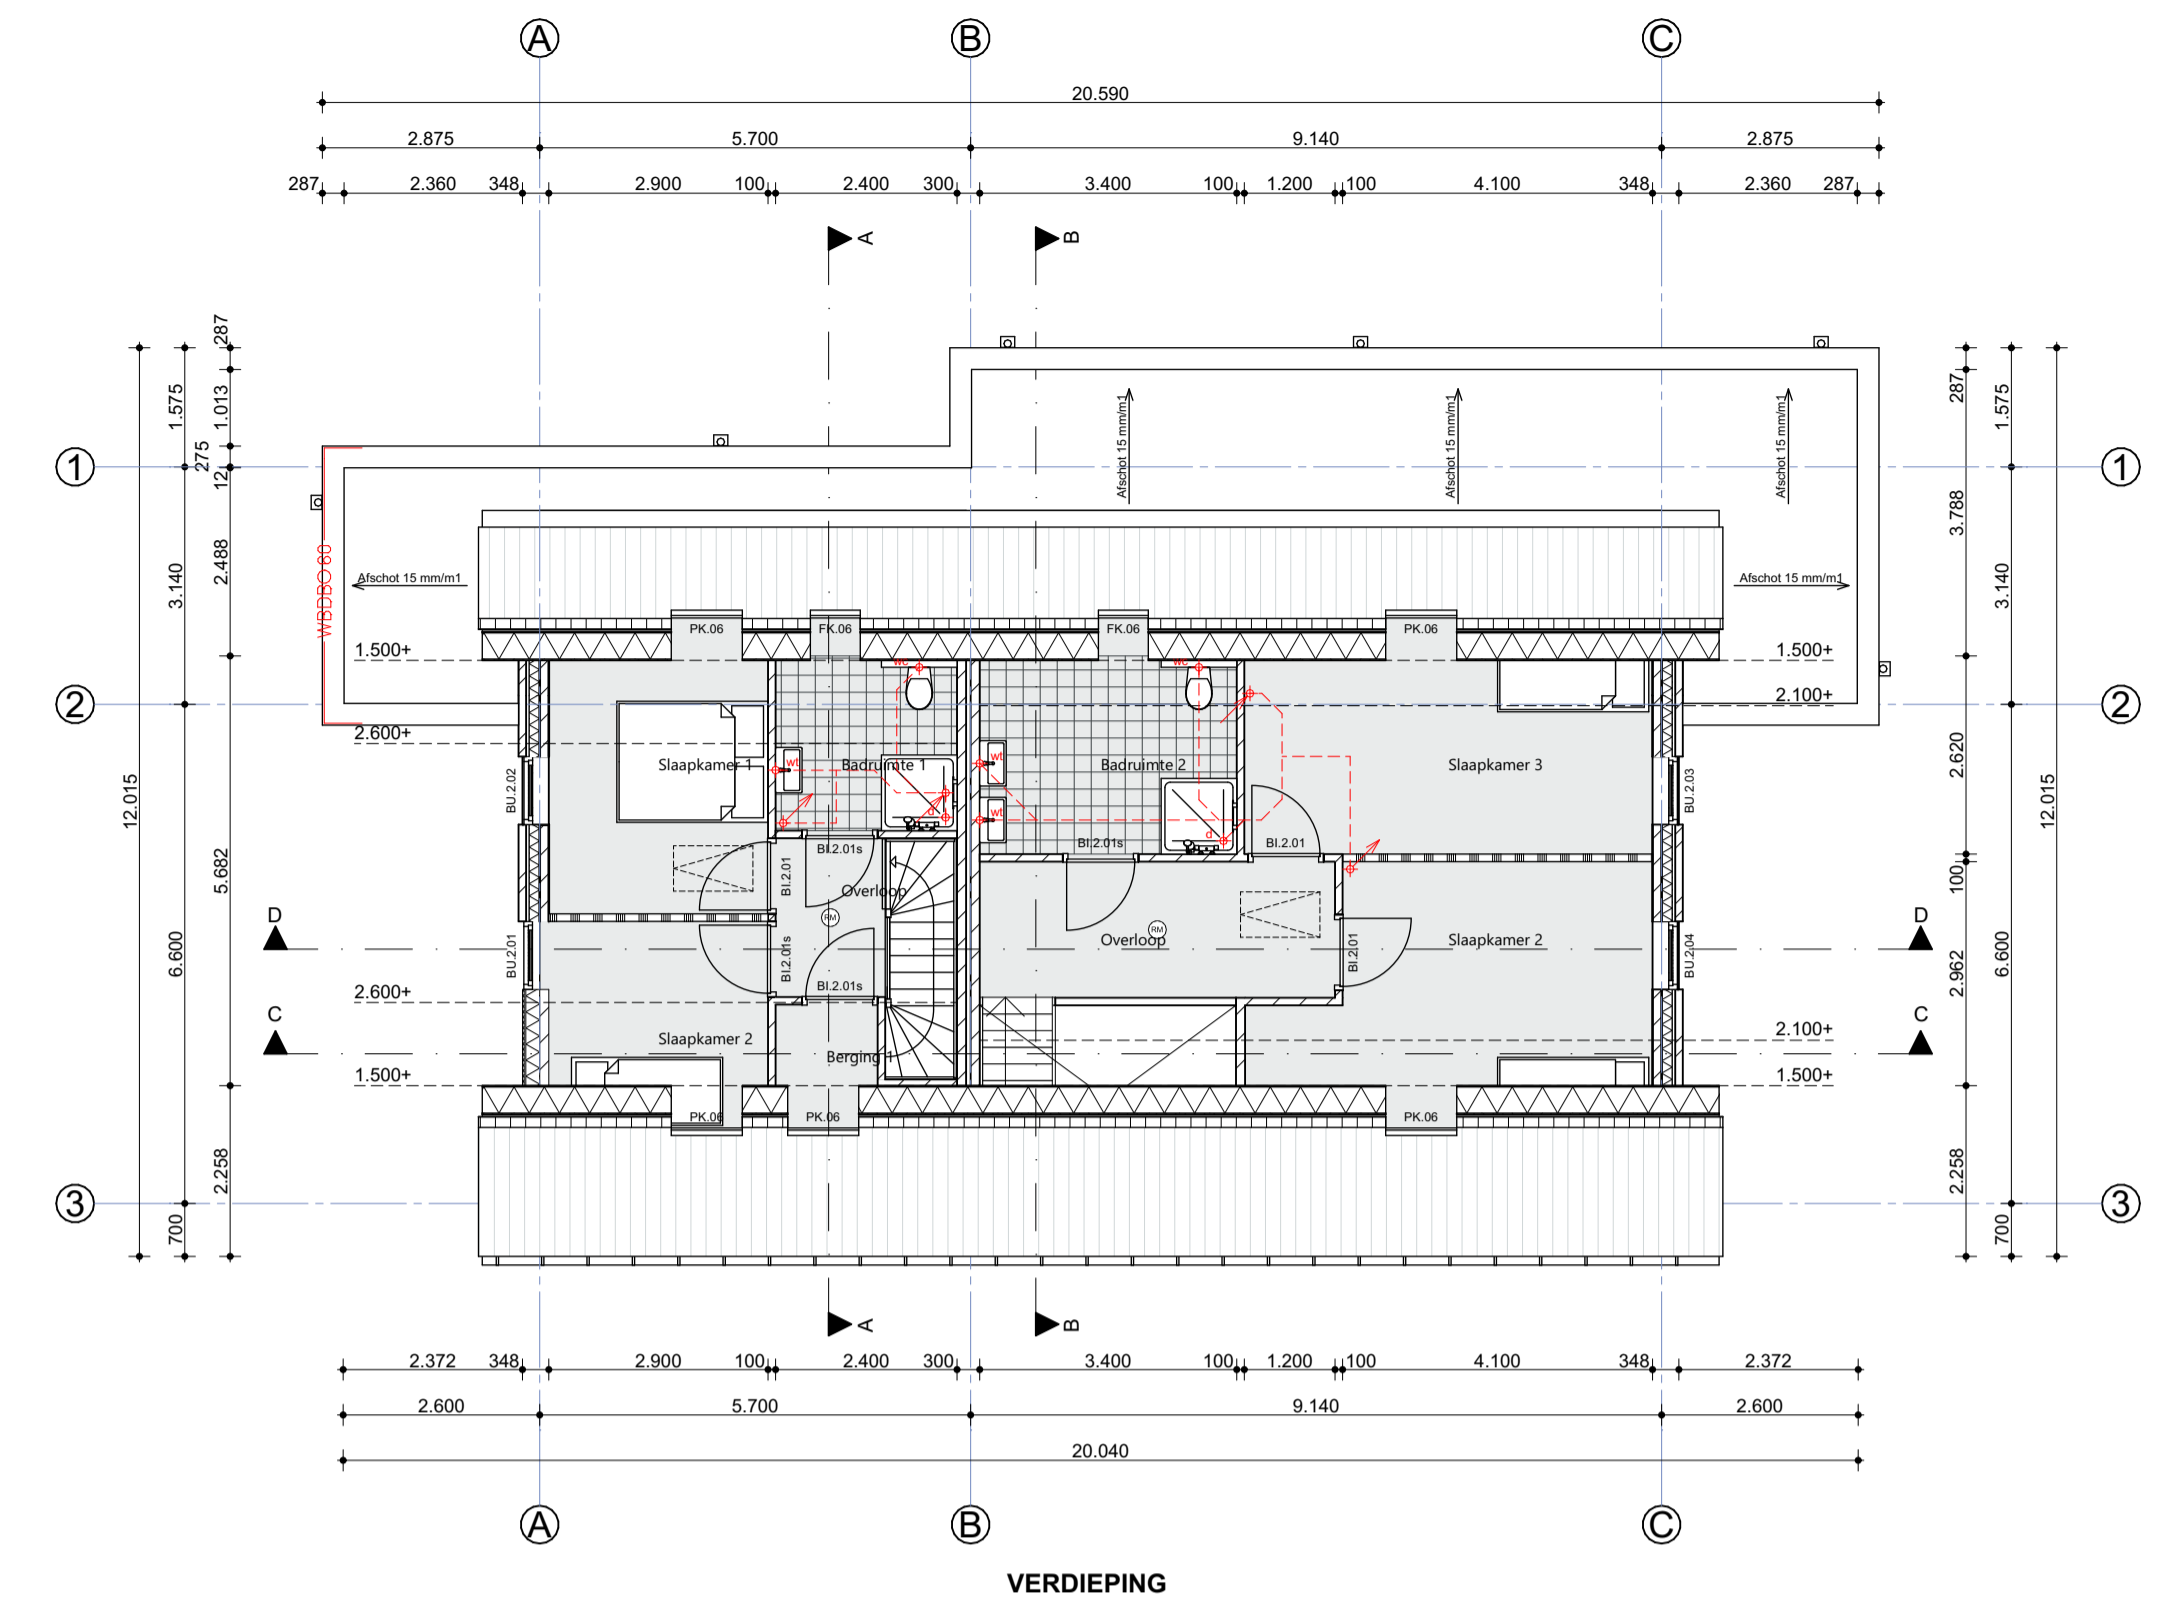 A B C
20.590
2.875 5.700 9.140 2.875
287 2.360 348 2.900 100 2.400 300 3.400 100 1.200 100 4.100 348 2.360 287
A B
287
1.575 1.013
275
12
1 1
287 1.575
Afschot 15 mm/m1 Afschot 15 mm/m1 Afschot 15 mm/m1
3.140 2.488
3.788 3.140
WBDBO 60
Afschot 15 mm/m1 Afschot 15 mm/m1
PK.06 FK.06 FK.06 PK.06
1.500+ 1.500+
wc wc
2 2
2.100+
2.600+
wt wt
Slaapkamer 1 Badruimte 1 Badruimte 2 Slaapkamer 3
BU.2.02 BU.2.03
12.015 2.620 12.015
d wt d
BI.2.01s BI.2.01s BI.2.01
BI.2.01
5.682 100
Overloop
RM RM
D D
Overloop
Slaapkamer 2
BU.2.01 BI.2.01s BI.2.01 BU.2.04
6.600 2.962 6.600
BI.2.01s
2.600+
C C
2.100+
Slaapkamer 2
Berging 1
1.500+ 1.500+
PK.06 PK.06 PK.06
2.258 2.258
3 3
700 700
A B
2.372 348 2.900 100 2.400 300 3.400 100 1.200 100 4.100 348 2.372
2.600 5.700 9.140 2.600
20.040
A B C
VERDIEPING